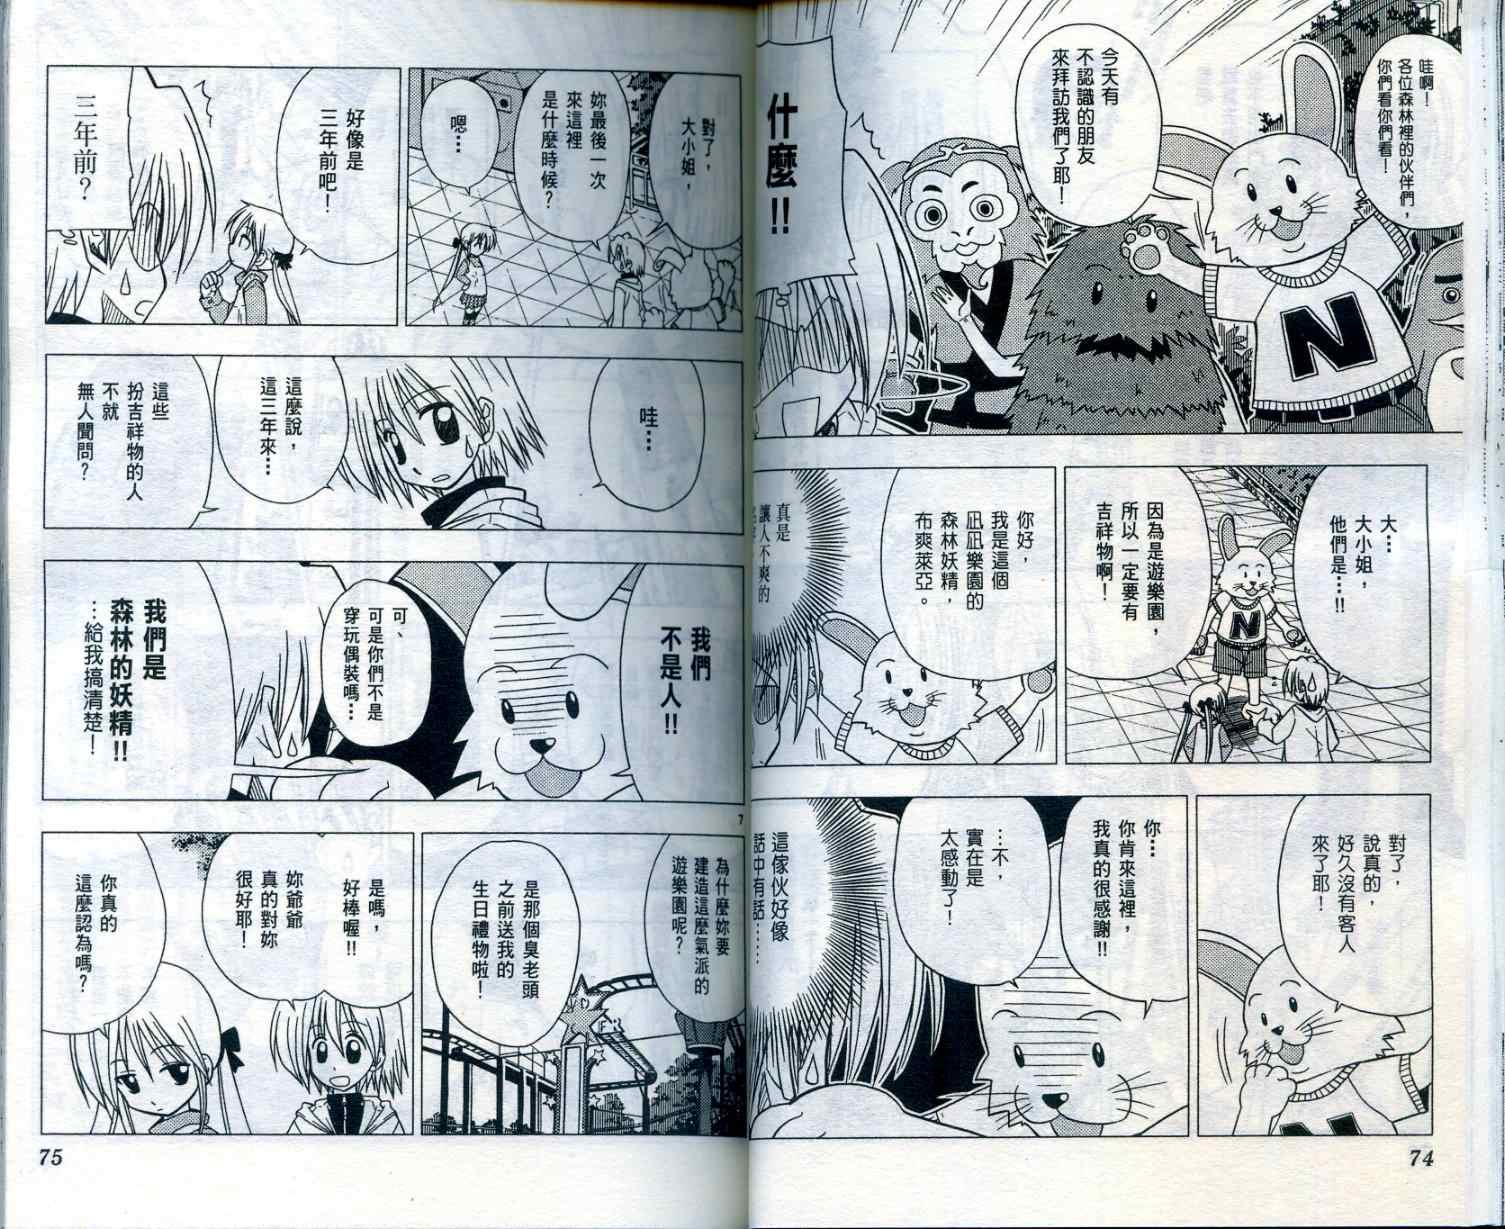 哇啊！
各位森林裡的伙伴們，
你們看你們看！
今天有
不認識的朋友
來拜訪我們了耶！
N
什麼!!
大…
大小姐，
他們是…!!
因為是遊樂園，
所以一定要有
吉祥物啊！
N
你好，
我是這個
凪凪樂園的
森林妖精，
布爽萊亞。
真是
讓人不爽的
對了，
說真的，
好久沒有客人
來了耶！
N
你…
你肯來這裡，
我真的很感謝!!
…不，
實在是
太感動了！
這傢伙好像
話中有話……
74
對了，
大小姐，
妳最後一次
來這裡
是什麼時候？
嗯…
好像是
三年前吧！
三年前？
哇…
這麼說，
這三年來…
這些
扮吉祥物的人
不就
無人聞問？
我們
不是人!!
可、
可是你們不是
穿玩偶裝嗎…
我們是
森林的妖精!!
…給我搞清楚！
為什麼妳要
建造這麼氣派的
遊樂園呢？
是那個臭老頭
之前送我的
生日禮物啦！
是嗎，
好棒喔!!
妳爺爺
真的對妳
很好耶！
你真的
這麼認為嗎？
75